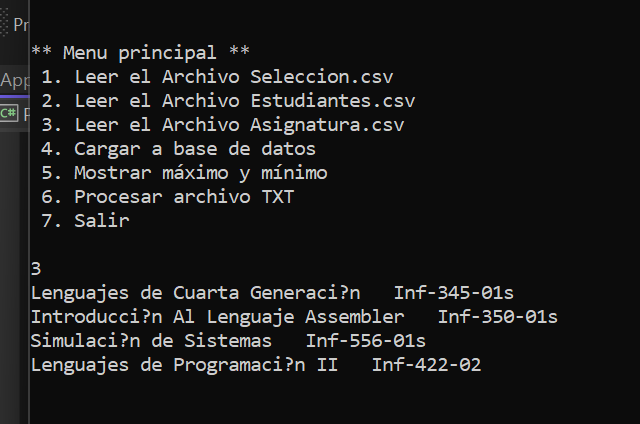 Pr
** Menu principal **
1. Leer el Archivo Seleccion.csv
App
2. Leer el Archivo Estudiantes.csv
C#
3. Leer el Archivo Asignatura.csv
4. Cargar a base de datos
5. Mostrar máximo y mínimo
6. Procesar archivo TXT
7. Salir
3
Lenguajes de Cuarta Generaci?n Inf-345-01s
Introducci?n Al Lenguaje Assembler Inf-350-01s
Simulaci?n de Sistemas Inf-556-01s
Lenguajes de Programaci?n II Inf-422-02